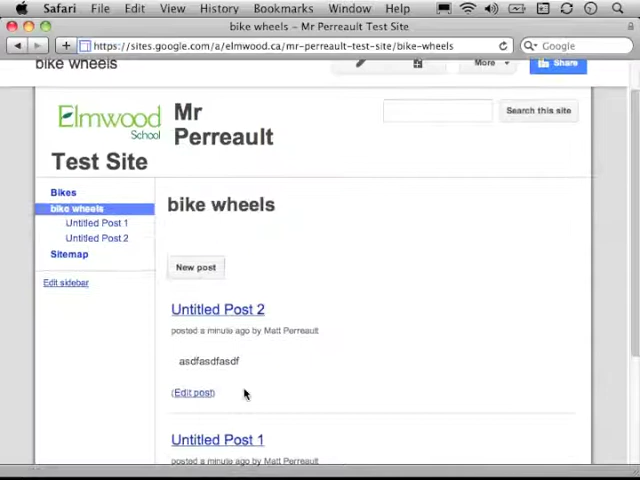 Safari File Edit View History Bookmarks Window Help
bike wheels – Mr Perreault Test Site
https://sites.google.com/a/elmwood.ca/mr-perreault-test-site/bike-wheels
Google
bike wheels
More
Share
Elmwood
School
Mr
Perreault
Test Site
Search this site
Bikes
bike wheels
Untitled Post 1
Untitled Post 2
Sitemap
Edit sidebar
bike wheels
New post
Untitled Post 2
posted a minute ago by Matt Perreault
asdfasdfasdf
(Edit post)
Untitled Post 1
posted a minute ago by Matt Perreault